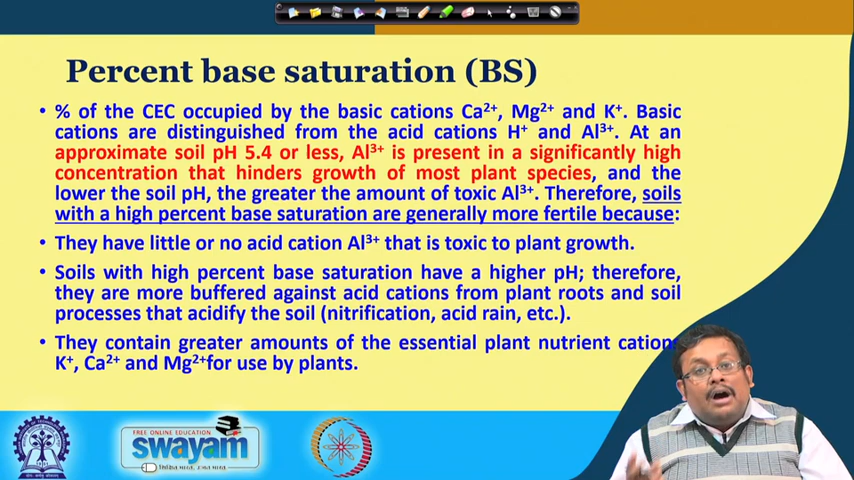 Percent base saturation (BS)
• % of the CEC occupied by the basic cations Ca²⁺, Mg²⁺ and K⁺. Basic
cations are distinguished from the acid cations H⁺ and Al³⁺. At an
approximate soil pH 5.4 or less, Al³⁺ is present in a significantly high
concentration that hinders growth of most plant species, and the
lower the soil pH, the greater the amount of toxic Al³⁺. Therefore, soils
with a high percent base saturation are generally more fertile because:
• They have little or no acid cation Al³⁺ that is toxic to plant growth.
• Soils with high percent base saturation have a higher pH; therefore,
they are more buffered against acid cations from plant roots and soil
processes that acidify the soil (nitrification, acid rain, etc.).
• They contain greater amounts of the essential plant nutrient cations
K⁺, Ca²⁺ and Mg²⁺for use by plants.
FREE ONLINE EDUCATION
swayam